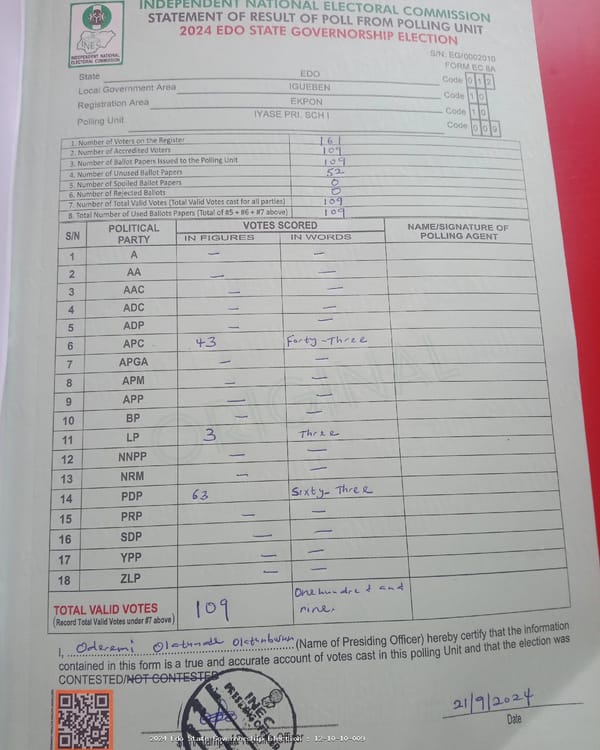 INDEPENDENT NATIONAL ELECTORAL COMMISSION
STATEMENT OF RESULT OF POLL FROM POLLING UNIT
2024 EDO STATE GOVERNORSHIP ELECTION
INEC
INDEPENDENT NATIONAL
ELECTORAL COMMISSION
S/N: EG/0002010
FORM EC 8A
State EDO Code 0 1 2
Local Government Area IGUEBEN Code 1 0
Registration Area EKPON Code 1 0
Polling Unit IYASE PRI. SCH I Code 0 0 9
1. Number of Voters on the Register 161
2. Number of Accredited Voters 109
3. Number of Ballot Papers Issued to the Polling Unit 109
4. Number of Unused Ballot Papers 52
5. Number of Spoiled Ballot Papers 0
6. Number of Rejected Ballots 0
7. Number of Total Valid Votes (Total Valid Votes cast for all parties) 109
8. Total Number of Used Ballots Papers (Total of #5 + #6 + #7 above) 109
S/N POLITICAL PARTY VOTES SCORED NAME/SIGNATURE OF POLLING AGENT
IN FIGURES IN WORDS
1 A — —
2 AA — —
3 AAC — —
4 ADC — —
5 ADP — —
6 APC 43 Forty-Three
7 APGA — —
8 APM — —
9 APP — —
10 BP — —
11 LP 3 Three
12 NNPP — —
13 NRM — —
14 PDP 63 Sixty-Three
15 PRP — —
16 SDP — —
17 YPP — —
18 ZLP — —
ORIGINAL
TOTAL VALID VOTES 109 One hundred and
(Record Total Valid Votes under #7 above) nine.
I, Oderemi Olatunde (Name of Presiding Officer) hereby certify that the information
contained in this form is a true and accurate account of votes cast in this polling Unit and that the election was
CONTESTED/NOT CONTESTED
INEC
21/9/2024
Date
2024 Edo State Governorship Election : 12-10-10-009